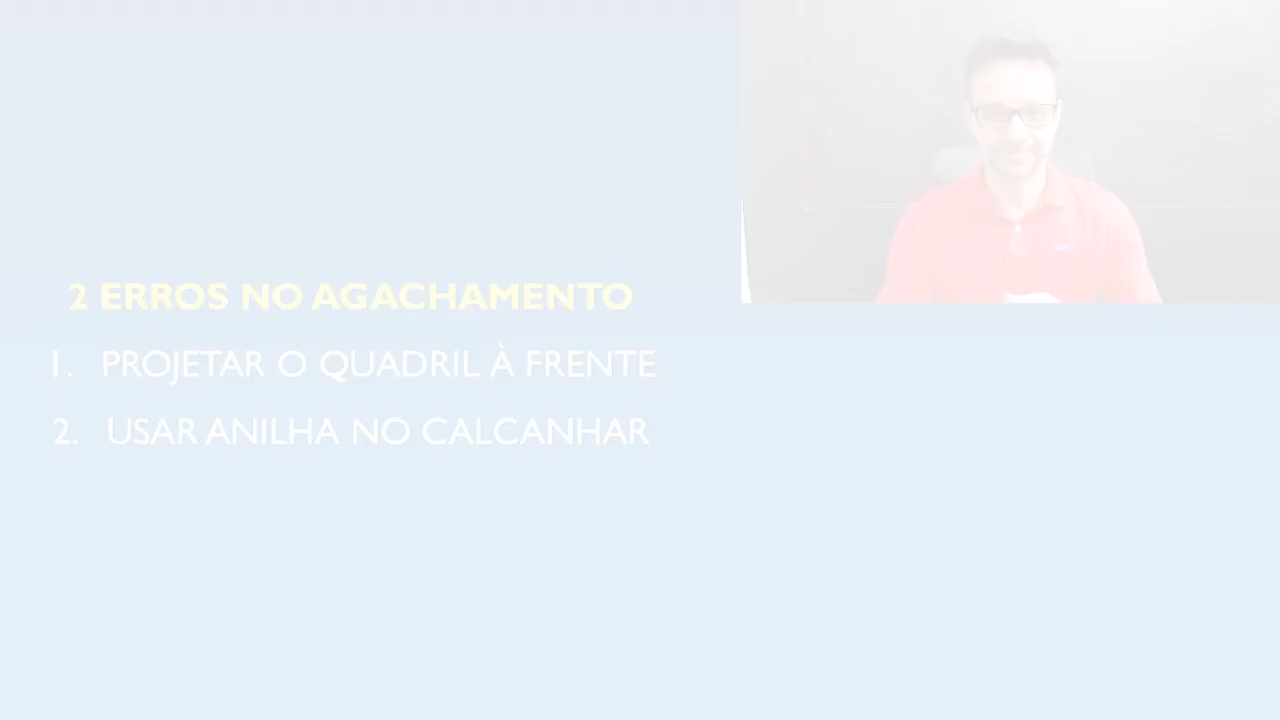 2 ERROS NO AGACHAMENTO
1. PROJETAR O QUADRIL À FRENTE
2. USAR ANILHA NO CALCANHAR